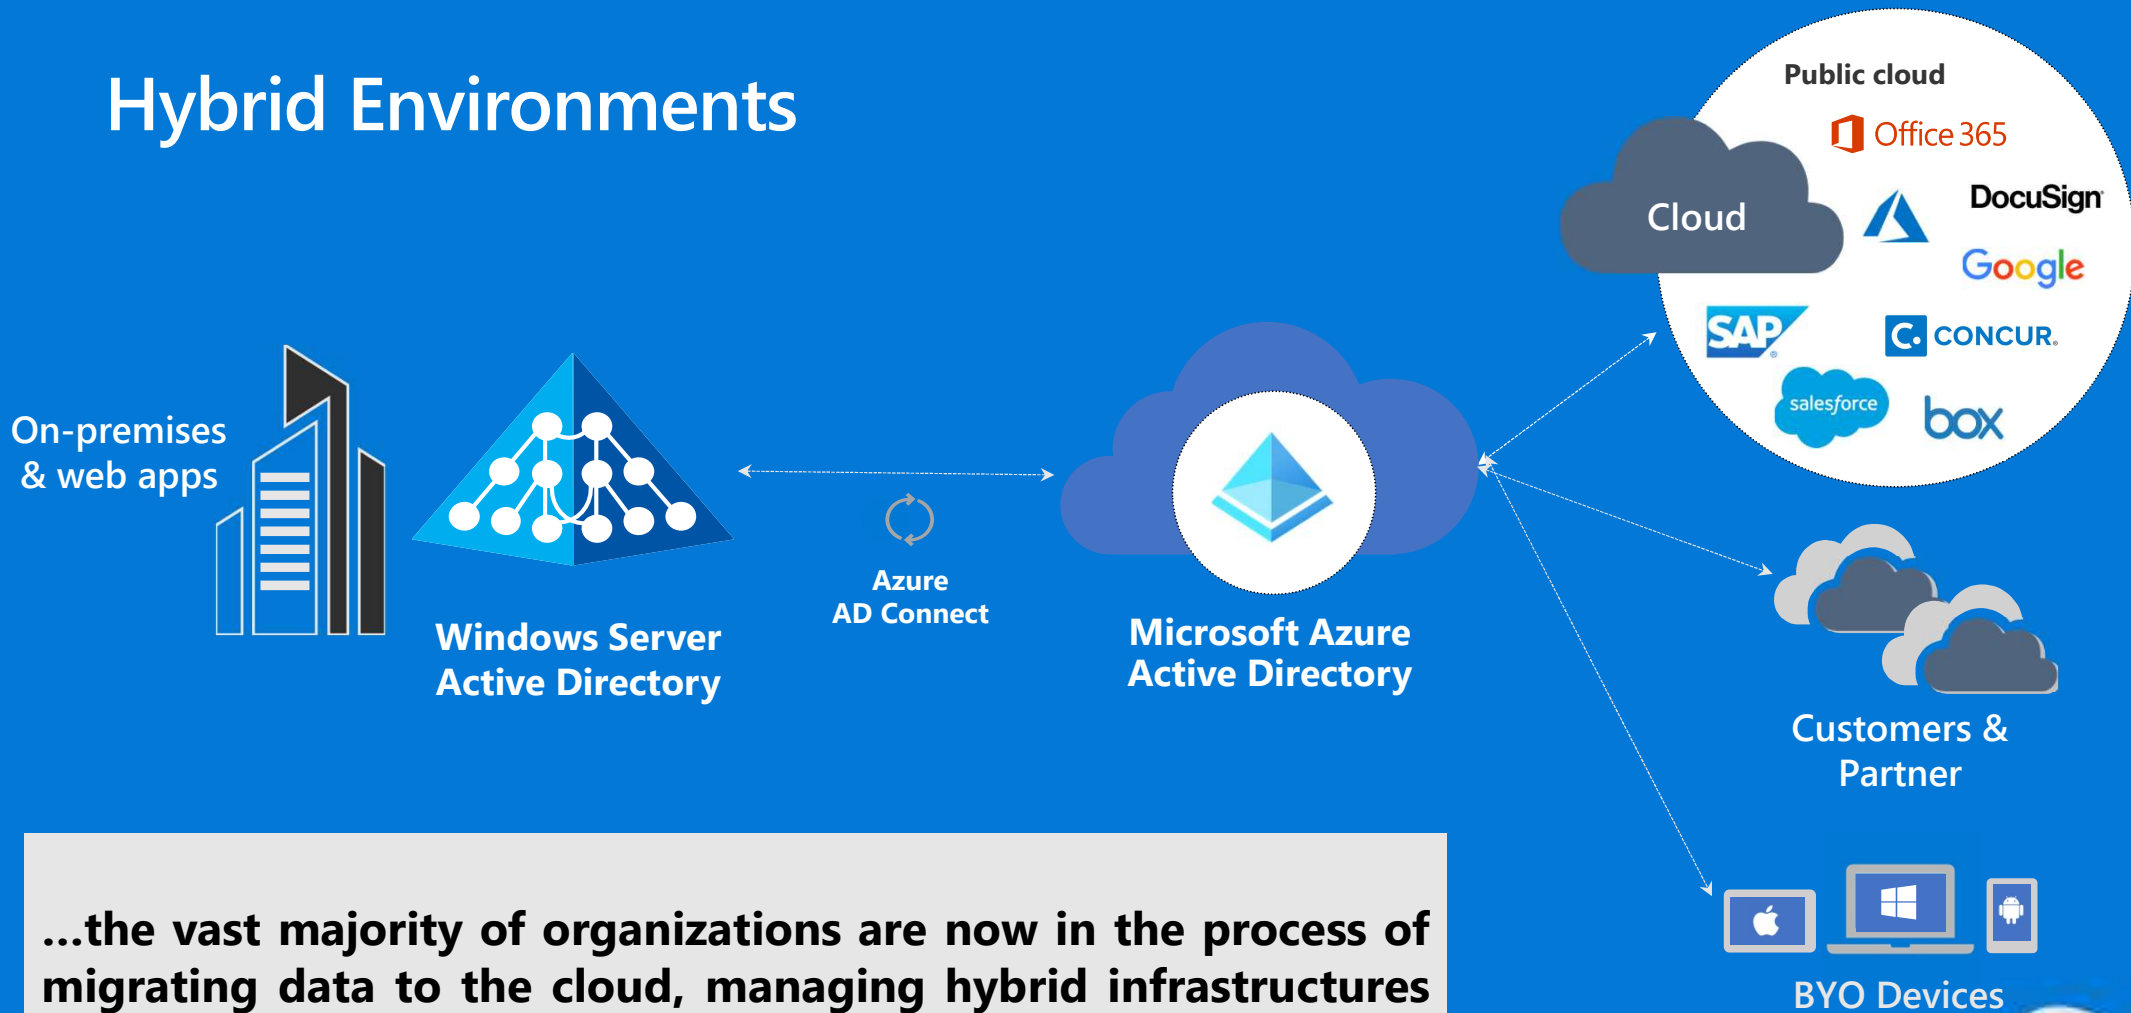 Hybrid Environments
Public cloud
Office 365
Cloud
DocuSign
Google
SAP
C. CONCUR.
salesforce
box
On-premises
& web apps
Azure
AD Connect
Windows Server
Active Directory
Microsoft Azure
Active Directory
Customers &
Partner
BYO Devices
...the vast majority of organizations are now in the process of
migrating data to the cloud, managing hybrid infrastructures